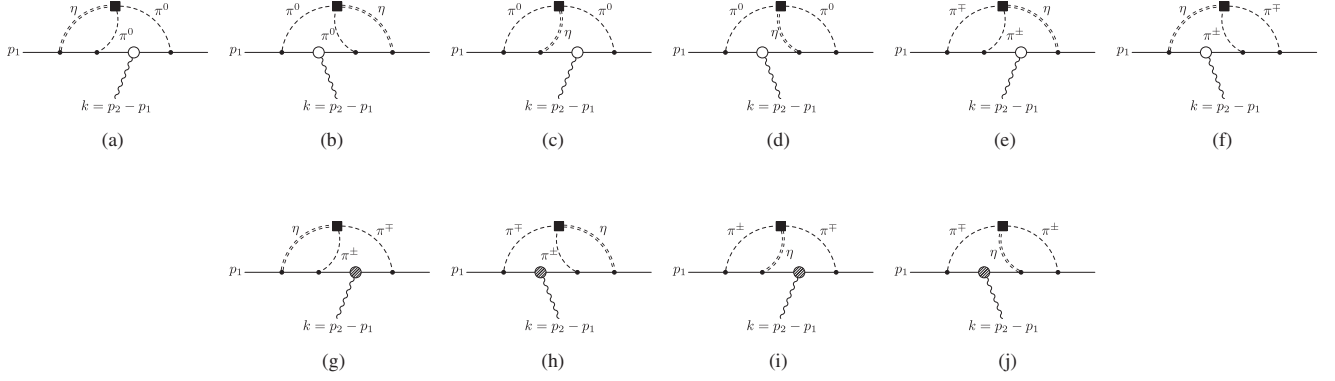 η π⁰ π⁰ η π⁰ π⁰ π⁰ π⁰ π^∓ η η π^∓
π⁰ π⁰ η η π^± π^±
p₁ p₁ p₁ p₁ p₁ p₁
k = p₂ − p₁ k = p₂ − p₁ k = p₂ − p₁ k = p₂ − p₁ k = p₂ − p₁ k = p₂ − p₁
(a) (b) (c) (d) (e) (f)
η π^∓ π^∓ η π^± π^∓ π^∓ π^±
π^± π^± η η
p₁ p₁ p₁ p₁
k = p₂ − p₁ k = p₂ − p₁ k = p₂ − p₁ k = p₂ − p₁
(g) (h) (i) (j)